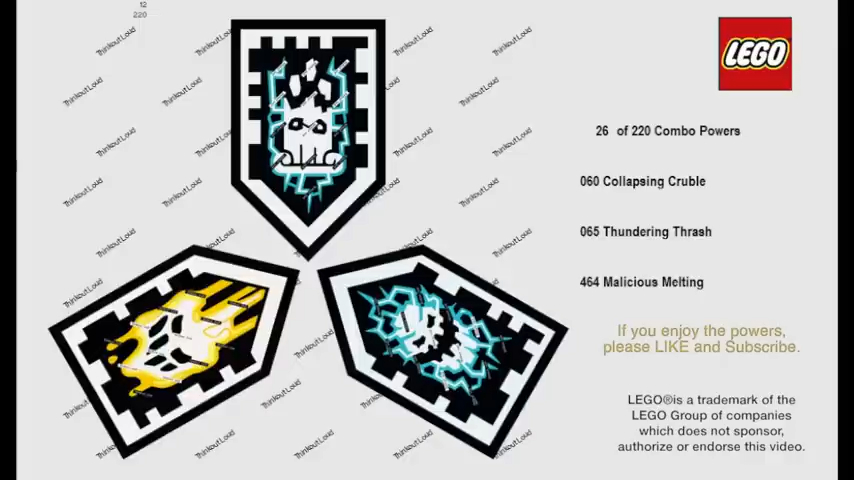 12
220
LEGO
26 of 220 Combo Powers
060 Collapsing Cruble
065 Thundering Thrash
464 Malicious Melting
If you enjoy the powers,
please LIKE and Subscribe.
LEGO®is a trademark of the
LEGO Group of companies
which does not sponsor,
authorize or endorse this video.
ThinkoutLoud